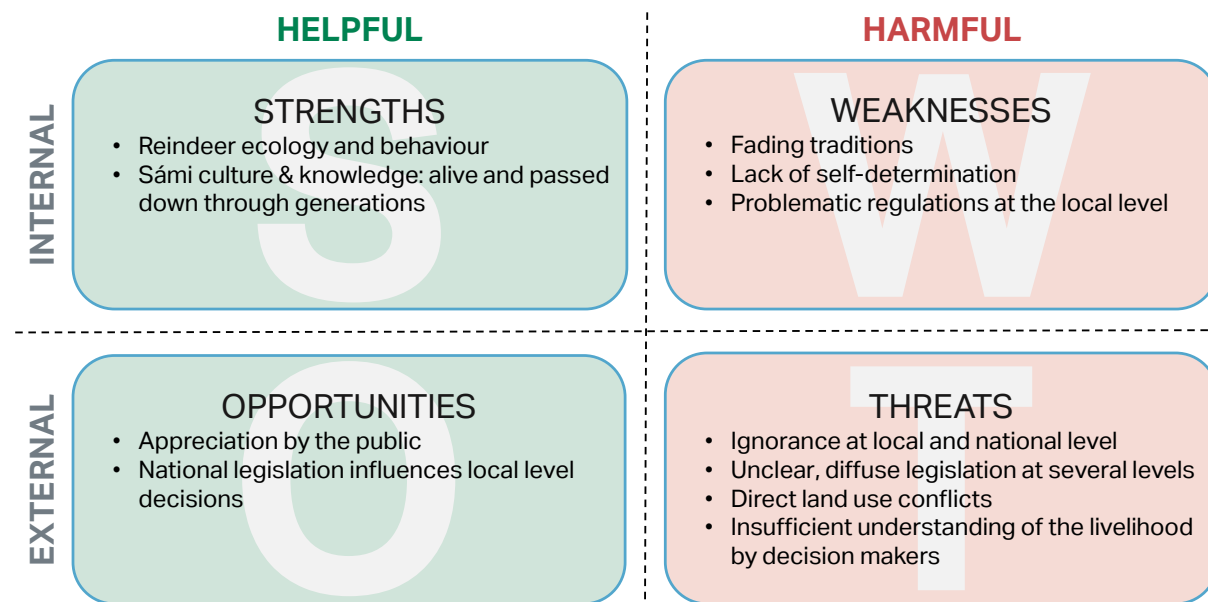 HELPFUL
HARMFUL
INTERNAL
S
STRENGTHS
• Reindeer ecology and behaviour
• Sámi culture & knowledge: alive and passed
down through generations
W
WEAKNESSES
• Fading traditions
• Lack of self-determination
• Problematic regulations at the local level
EXTERNAL
O
OPPORTUNITIES
• Appreciation by the public
• National legislation influences local level
decisions
T
THREATS
• Ignorance at local and national level
• Unclear, diffuse legislation at several levels
• Direct land use conflicts
• Insufficient understanding of the livelihood
by decision makers